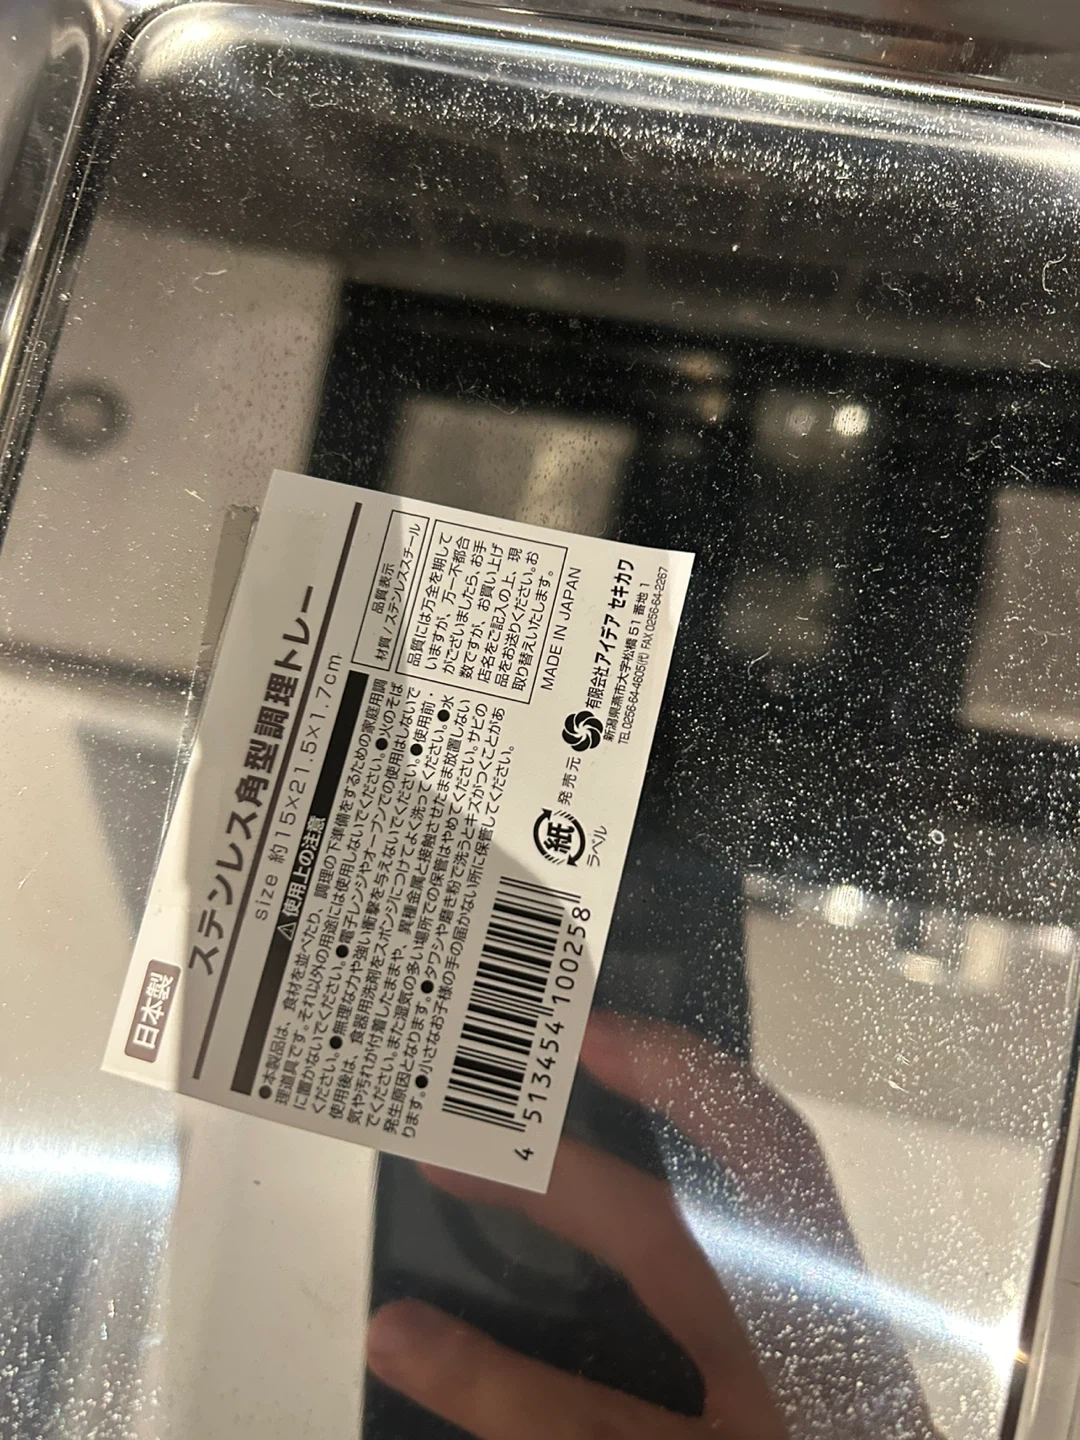 日本製
ステンレス角型調理トレー
size 約15×21.5×1.7cm
⚠ 使用上の注意
●本製品は、食材を並べたり、調理の下準備をするための家庭用調
理道具です。それ以外の用途には使用しないでください。●火のそば
に置かないでください。●電子レンジやオーブンでの使用はしないで
ください。●無理な力や強い衝撃を与えないでください。●使用前・
使用後は、食器用洗剤をスポンジにつけてよく洗ってください。●水
気や汚れが付着したままや、異種金属と接触させたまま放置しない
でください。また湿気の多い場所での保管はやめてください。サビの
発生原因となります。●タワシや磨き粉で洗うとキズがつくことがあ
ります。●小さなお子様の手の届かない所に保管してください。
品質表示
材質/ステンレススチール
品質には万全を期して
いますが、万一不都合
がございましたら、お手
数ですが、お買い上げ
店名をご記入の上、現
品をお送りください。お
取り替えいたします。
MADE IN JAPAN
4 513454 100258
紙
ラベル
発売元
有限会社アイデア セキカワ
新潟県燕市大字松橋51番地1
TEL 0256-64-4605(代) FAX 0256-64-2267